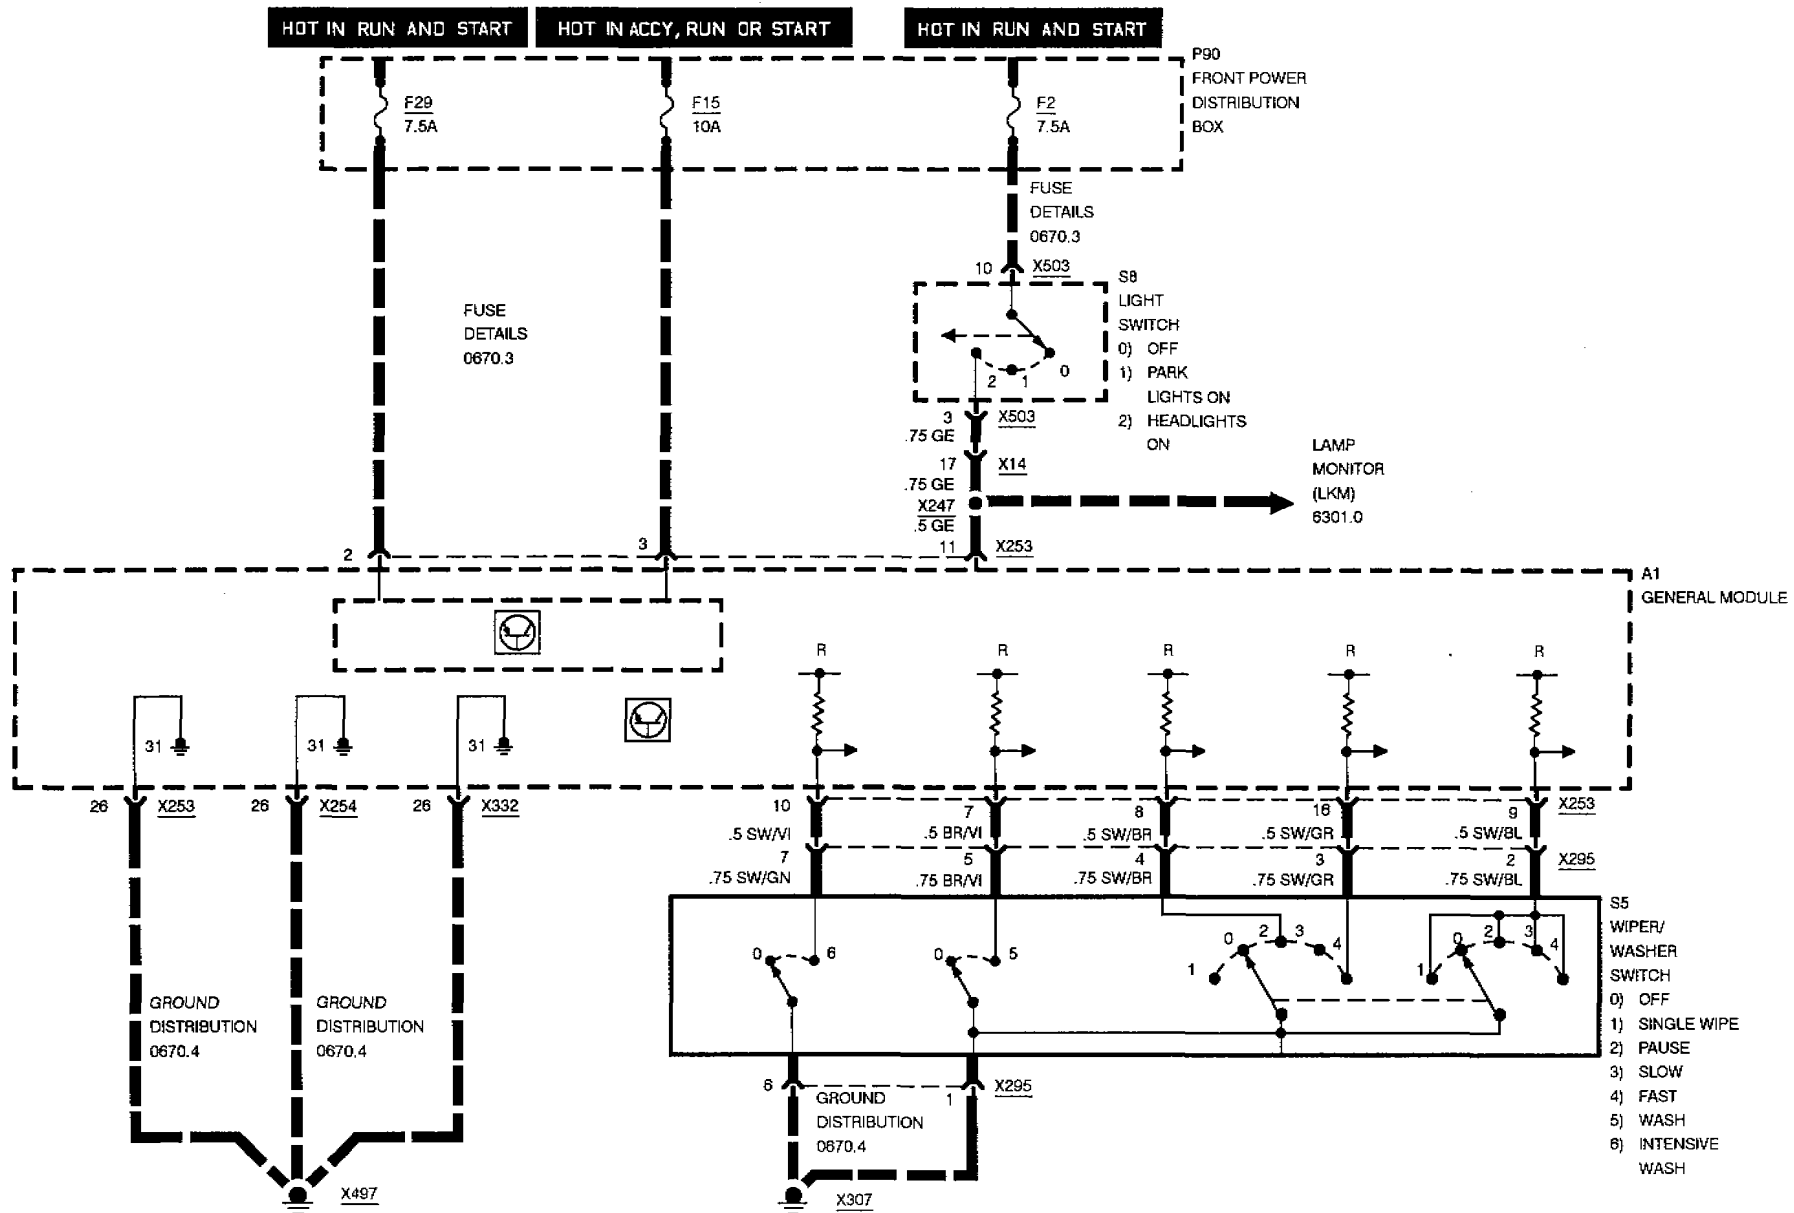 HOT IN RUN AND START
HOT IN ACCY, RUN OR START
HOT IN RUN AND START
P90
FRONT POWER
DISTRIBUTION
BOX
F29
7.5A
F15
10A
F2
7.5A
FUSE
DETAILS
0670.3
10
X503
S8
LIGHT
SWITCH
0) OFF
1) PARK
LIGHTS ON
2) HEADLIGHTS
ON
2
1
0
FUSE
DETAILS
0670.3
3
X503
.75 GE
17
X14
.75 GE
X247
.5 GE
11
X253
LAMP
MONITOR
(LKM)
6301.0
2
3
A1
GENERAL MODULE
R
R
R
R
R
31
31
31
26
X253
26
X254
26
X332
10
7
8
16
9
X253
.5 SW/VI
.5 BR/VI
.5 SW/BR
.5 SW/GR
.5 SW/BL
7
5
4
3
2
X295
.75 SW/GN
.75 BR/VI
.75 SW/BR
.75 SW/GR
.75 SW/BL
0
6
0
5
1
0
2
3
4
1
0
2
3
4
S5
WIPER/
WASHER
SWITCH
0) OFF
1) SINGLE WIPE
2) PAUSE
3) SLOW
4) FAST
5) WASH
6) INTENSIVE
WASH
GROUND
DISTRIBUTION
0670.4
GROUND
DISTRIBUTION
0670.4
6
1
X295
GROUND
DISTRIBUTION
0670.4
X497
X307